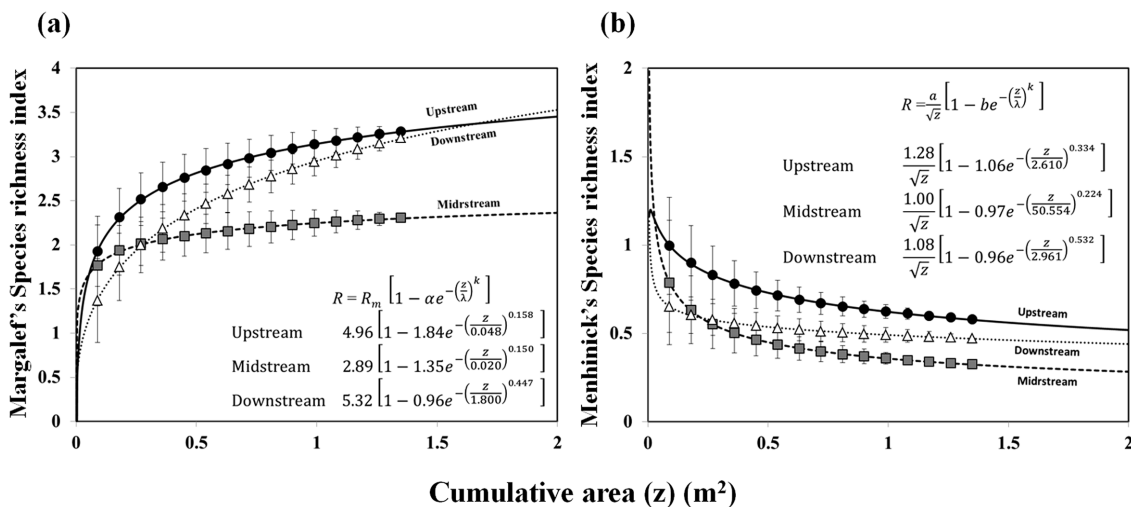 (a)
Margalef's Species richness index
4
3.5
3
2.5
2
1.5
1
0.5
0
0 0.5 1 1.5 2
Upstream
Downstream
Midrstream
R = Rₘ [1 − αe^{−(z/λ)^k}]
Upstream 4.96 [1 − 1.84e^{−(z/0.048)^{0.158}}]
Midstream 2.89 [1 − 1.35e^{−(z/0.020)^{0.150}}]
Downstream 5.32 [1 − 0.96e^{−(z/1.800)^{0.447}}]
(b)
Menhinick' s Species richness index
2
1.5
1
0.5
0
0 0.5 1 1.5 2
R = a/√z [1 − be^{−(z/λ)^k}]
Upstream 1.28/√z [1 − 1.06e^{−(z/2.610)^{0.334}}]
Midstream 1.00/√z [1 − 0.97e^{−(z/50.554)^{0.224}}]
Downstream 1.08/√z [1 − 0.96e^{−(z/2.961)^{0.532}}]
Upstream
Downstream
Midrstream
Cumulative area (z) (m²)